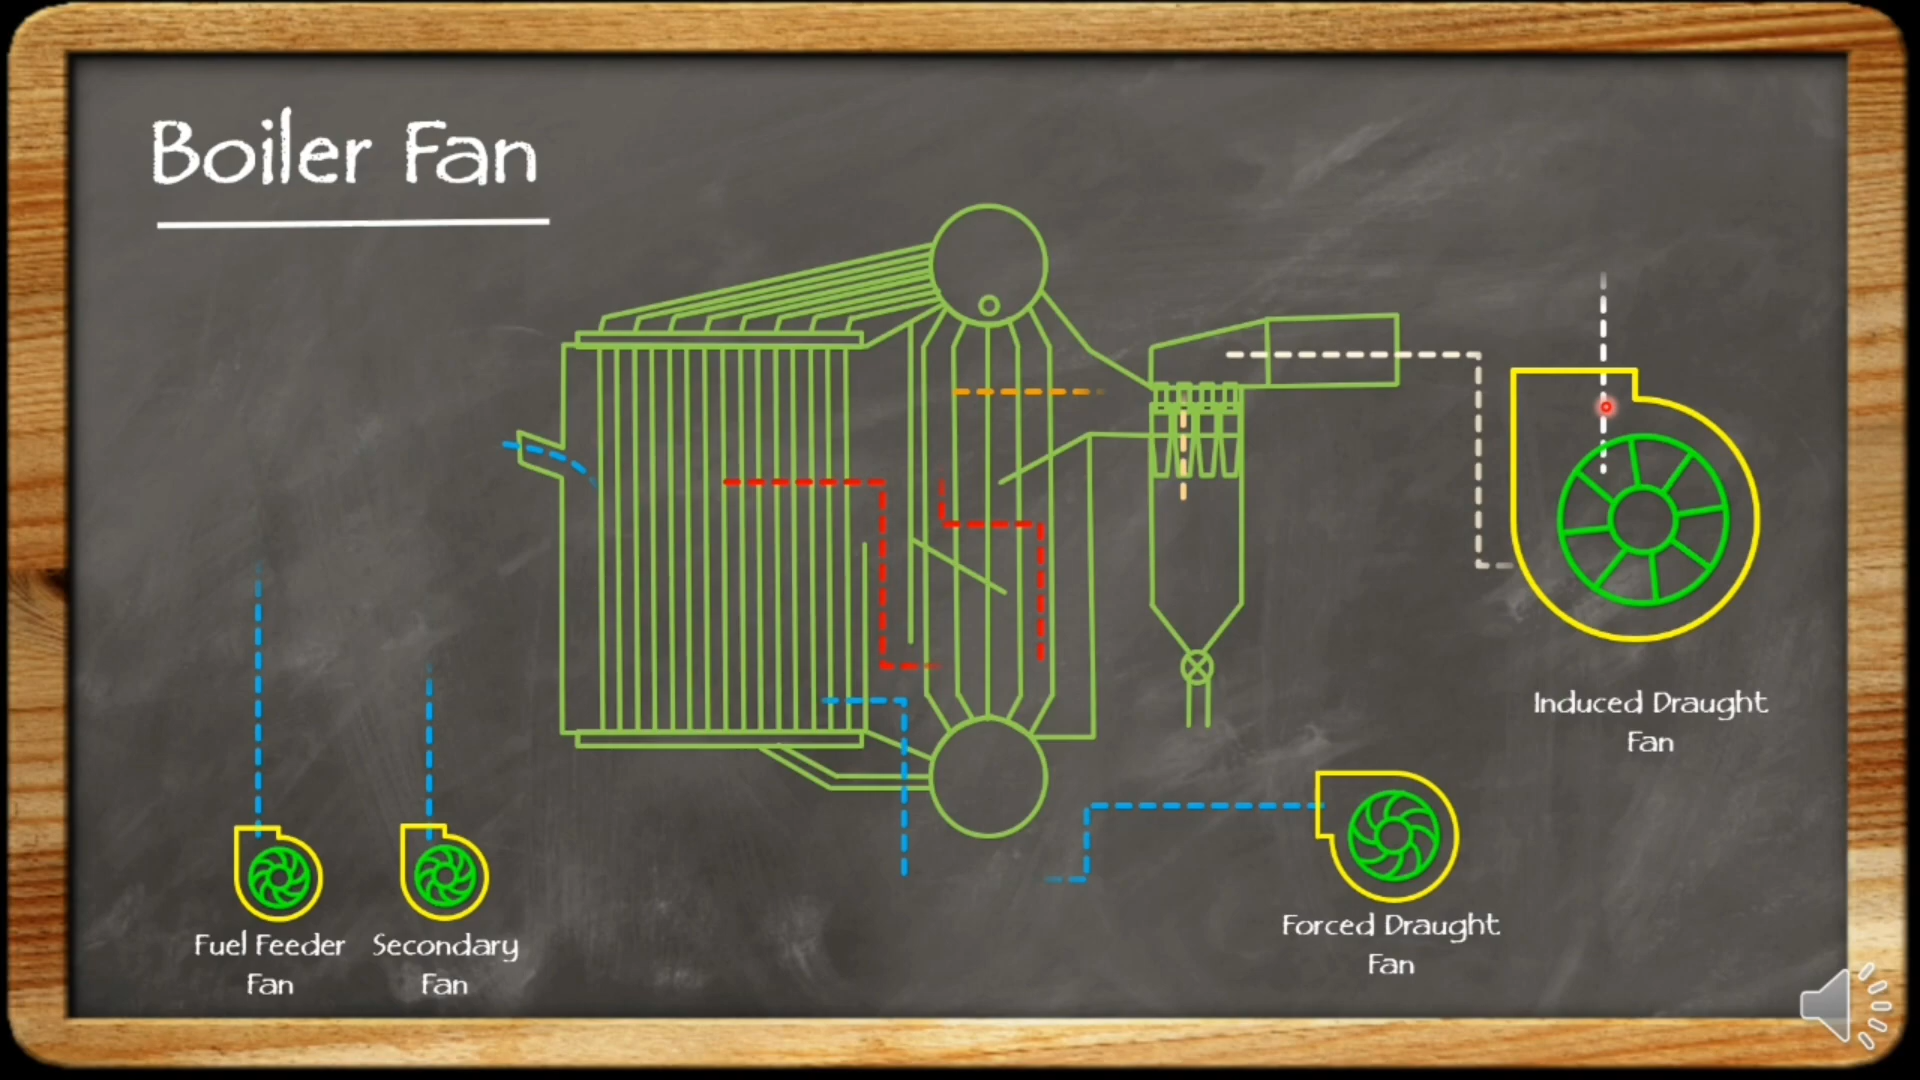 Boiler Fan
Induced Draught
Fan
Forced Draught
Fan
Fuel Feeder
Fan
Secondary
Fan